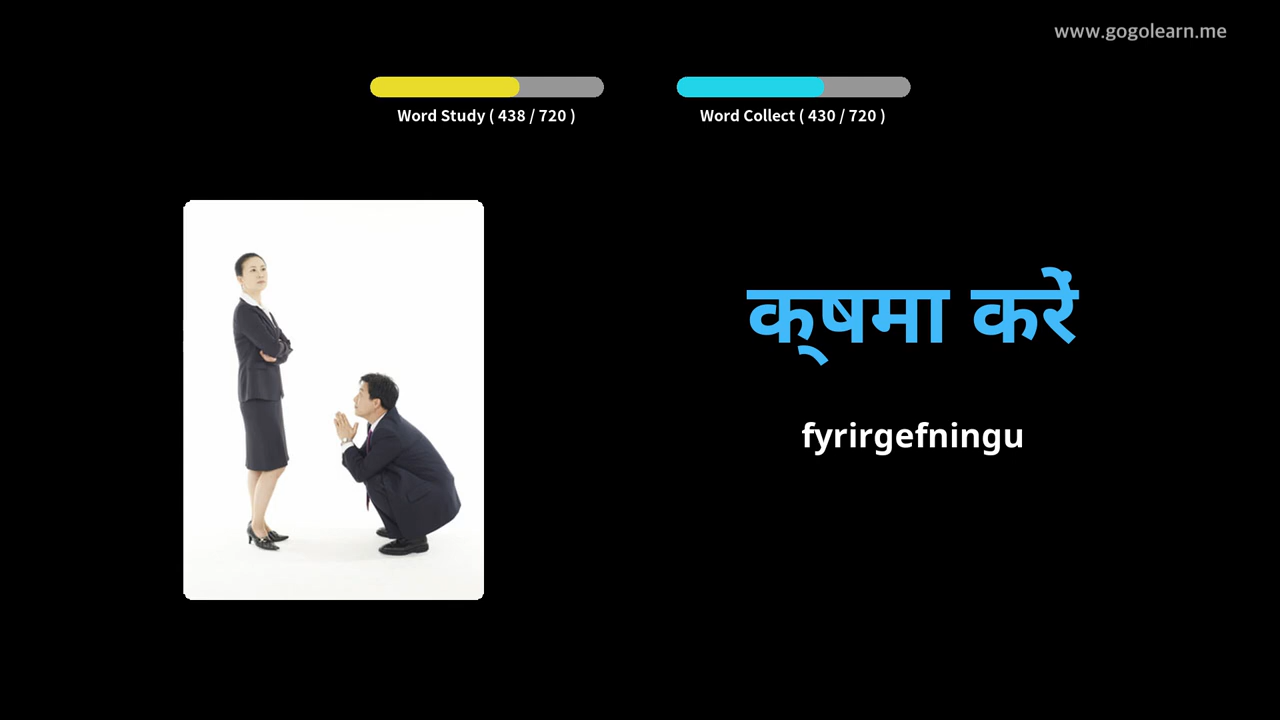 www.gogolearn.me
Word Study ( 438 / 720 )
Word Collect ( 430 / 720 )
क्षमा करें
fyrirgefningu